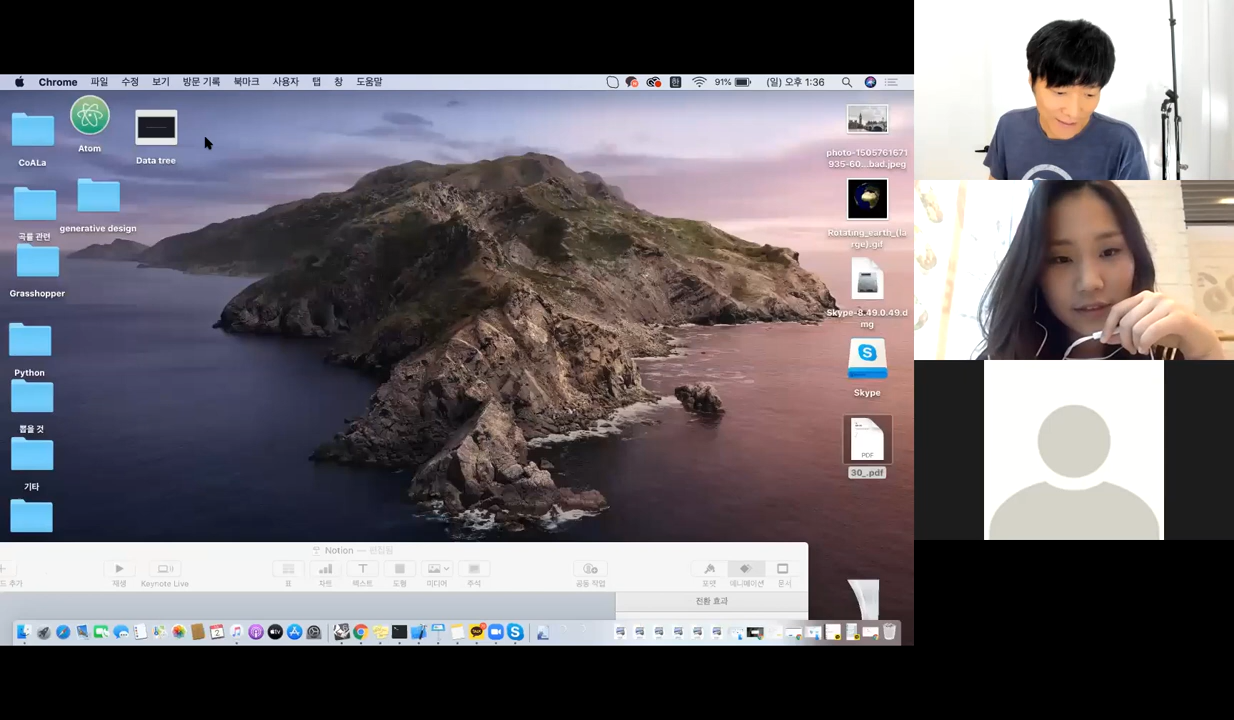 Chrome 파일 수정 보기 방문 기록 북마크 사용자 탭 창 도움말 91% (일) 오후 1:36
CoALa
Atom
Data tree
곡률 관련
generative design
Grasshopper
Python
뽑을 것
기타
photo-1505761671
935-60...bad.jpeg
Rotating_earth_(la
rge).gif
Skype-8.49.0.49.d
mg
Skype
PDF
30_.pdf
Notion — 편집됨
드 추가 재생 Keynote Live 표 차트 텍스트 도형 미디어 주석 공동 작업 포맷 애니메이션 문서
전환 효과